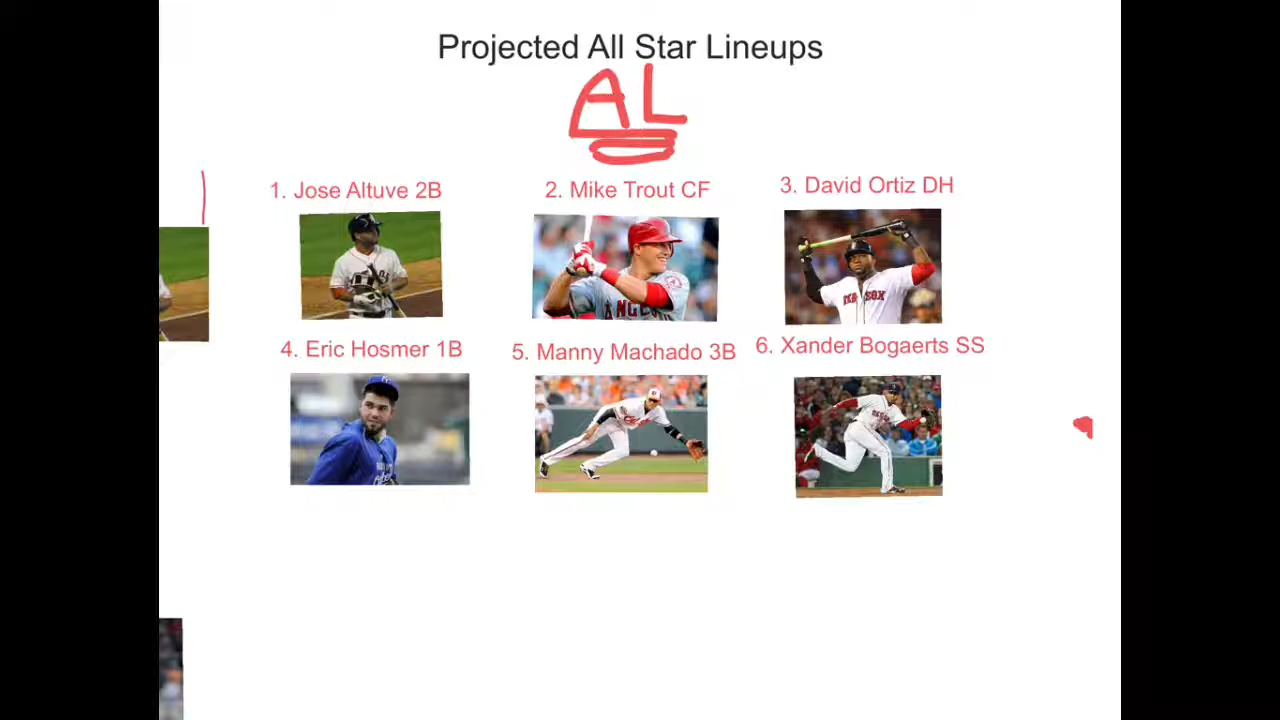 Projected All Star Lineups
AL
1. Jose Altuve 2B
2. Mike Trout CF
3. David Ortiz DH
4. Eric Hosmer 1B
5. Manny Machado 3B
6. Xander Bogaerts SS